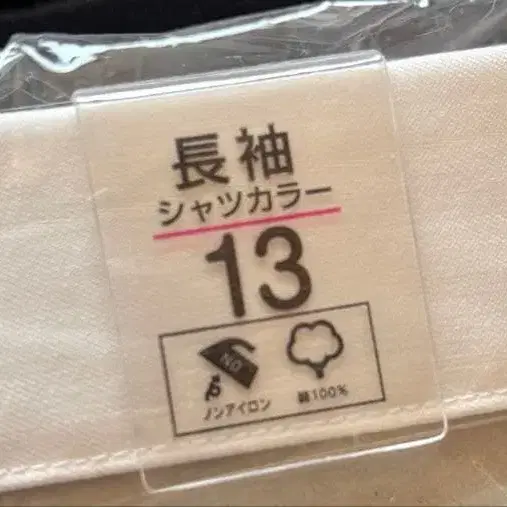 長袖
シャツカラー
13
NO
ノンアイロン
綿100%